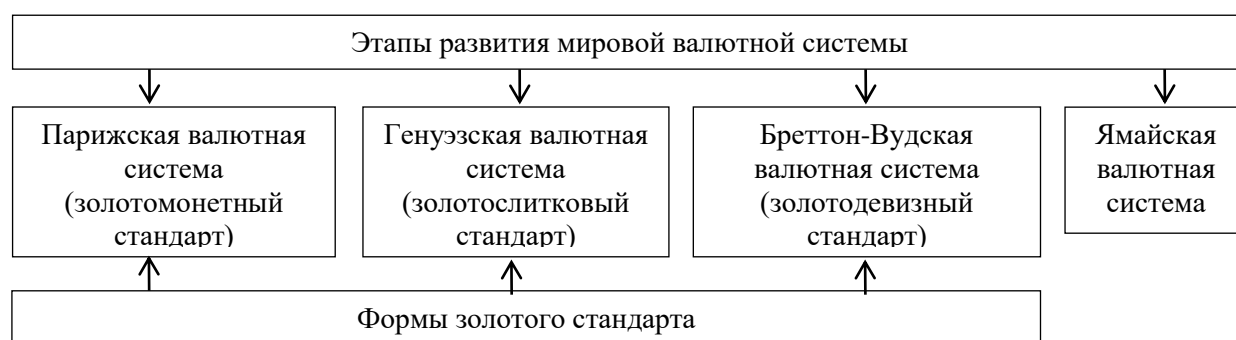 Этапы развития мировой валютной системы
Парижская валютная
система
(золотомонетный
стандарт)
Генуэзская валютная
система
(золотослитковый
стандарт)
Бреттон-Вудская
валютная система
(золотодевизный
стандарт)
Ямайская
валютная
система
Формы золотого стандарта